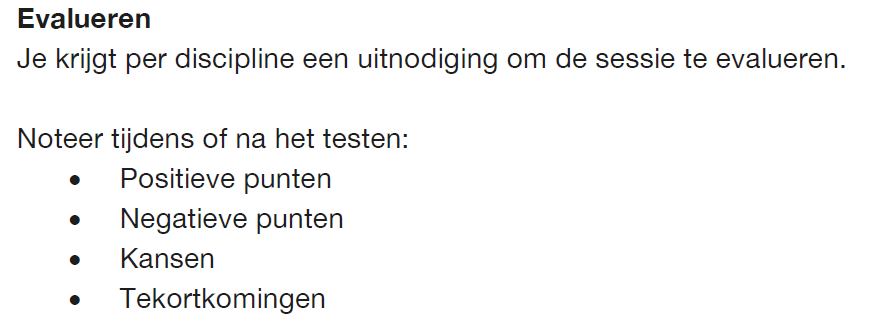 Evalueren
Je krijgt per discipline een uitnodiging om de sessie te evalueren.
Noteer tijdens of na het testen:
• Positieve punten
• Negatieve punten
• Kansen
• Tekortkomingen